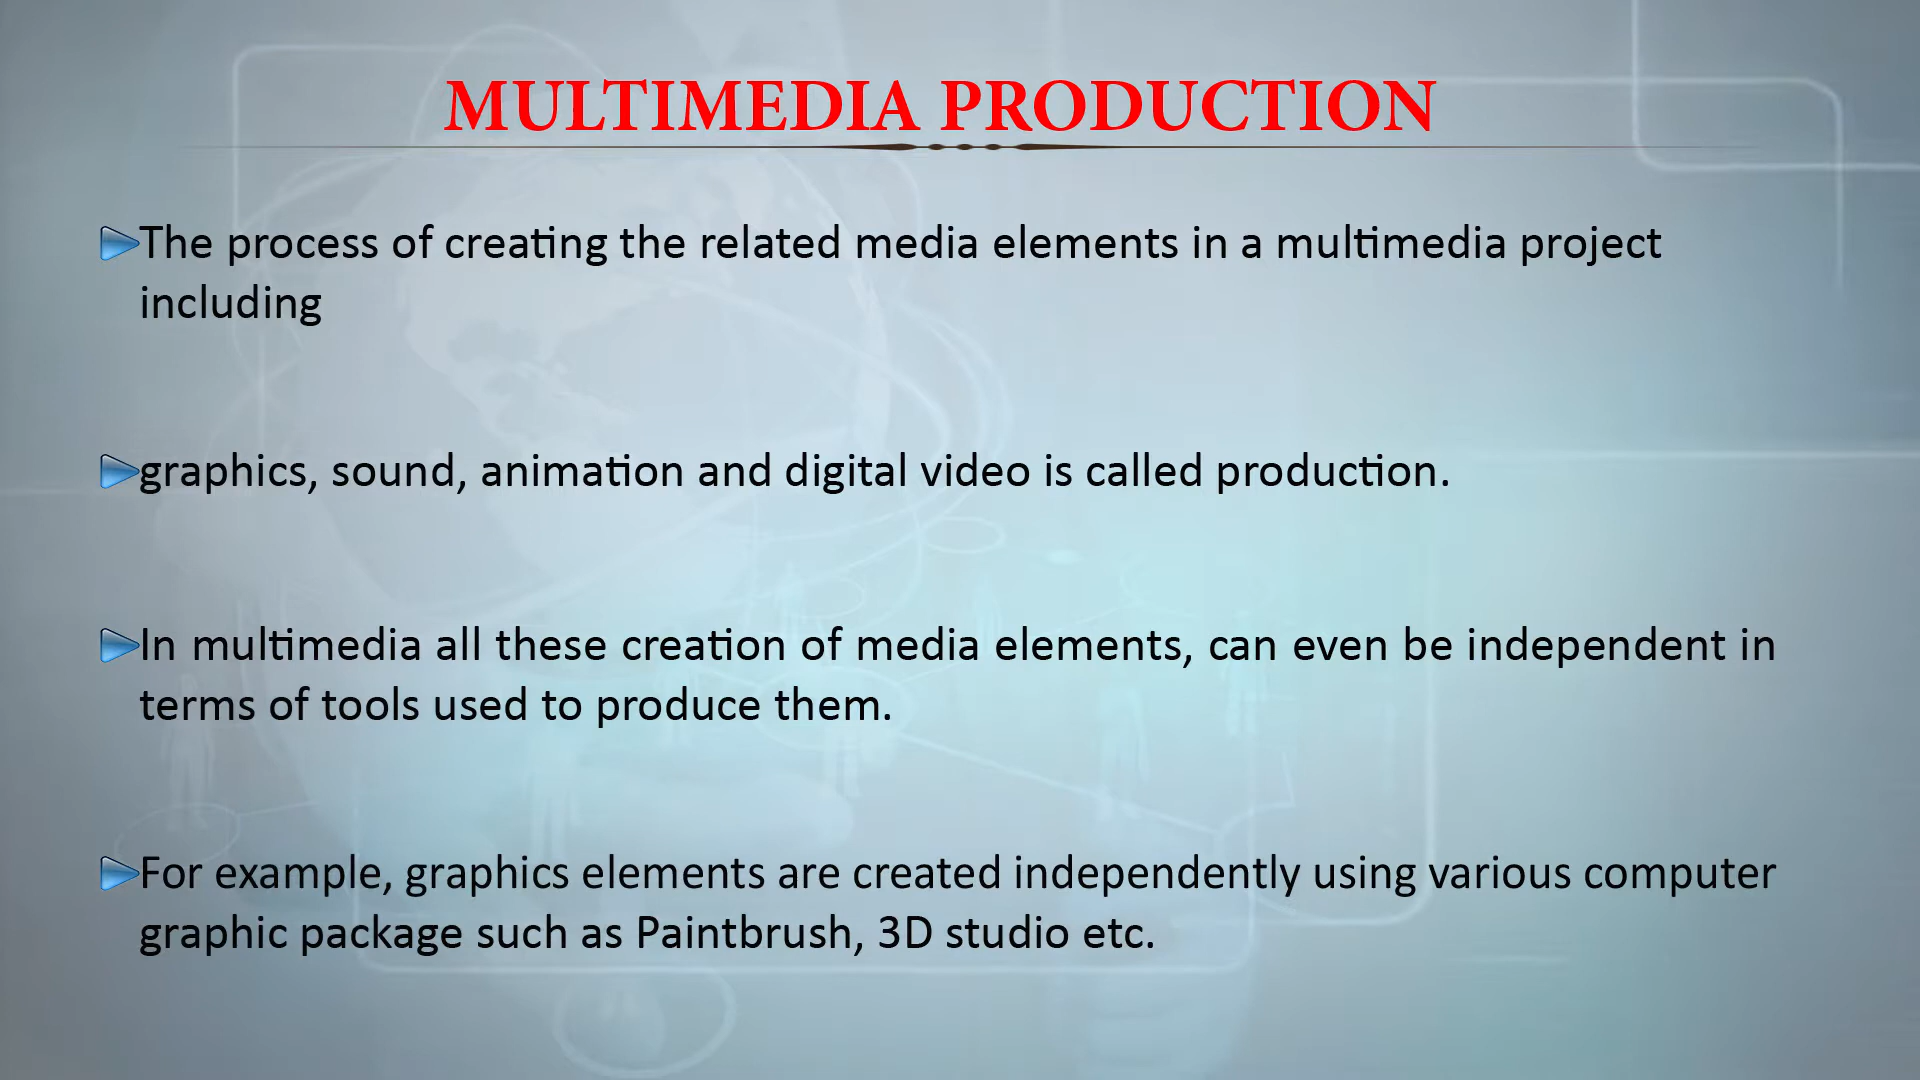 MULTIMEDIA PRODUCTION
The process of creating the related media elements in a multimedia project
including
graphics, sound, animation and digital video is called production.
In multimedia all these creation of media elements, can even be independent in
terms of tools used to produce them.
For example, graphics elements are created independently using various computer
graphic package such as Paintbrush, 3D studio etc.